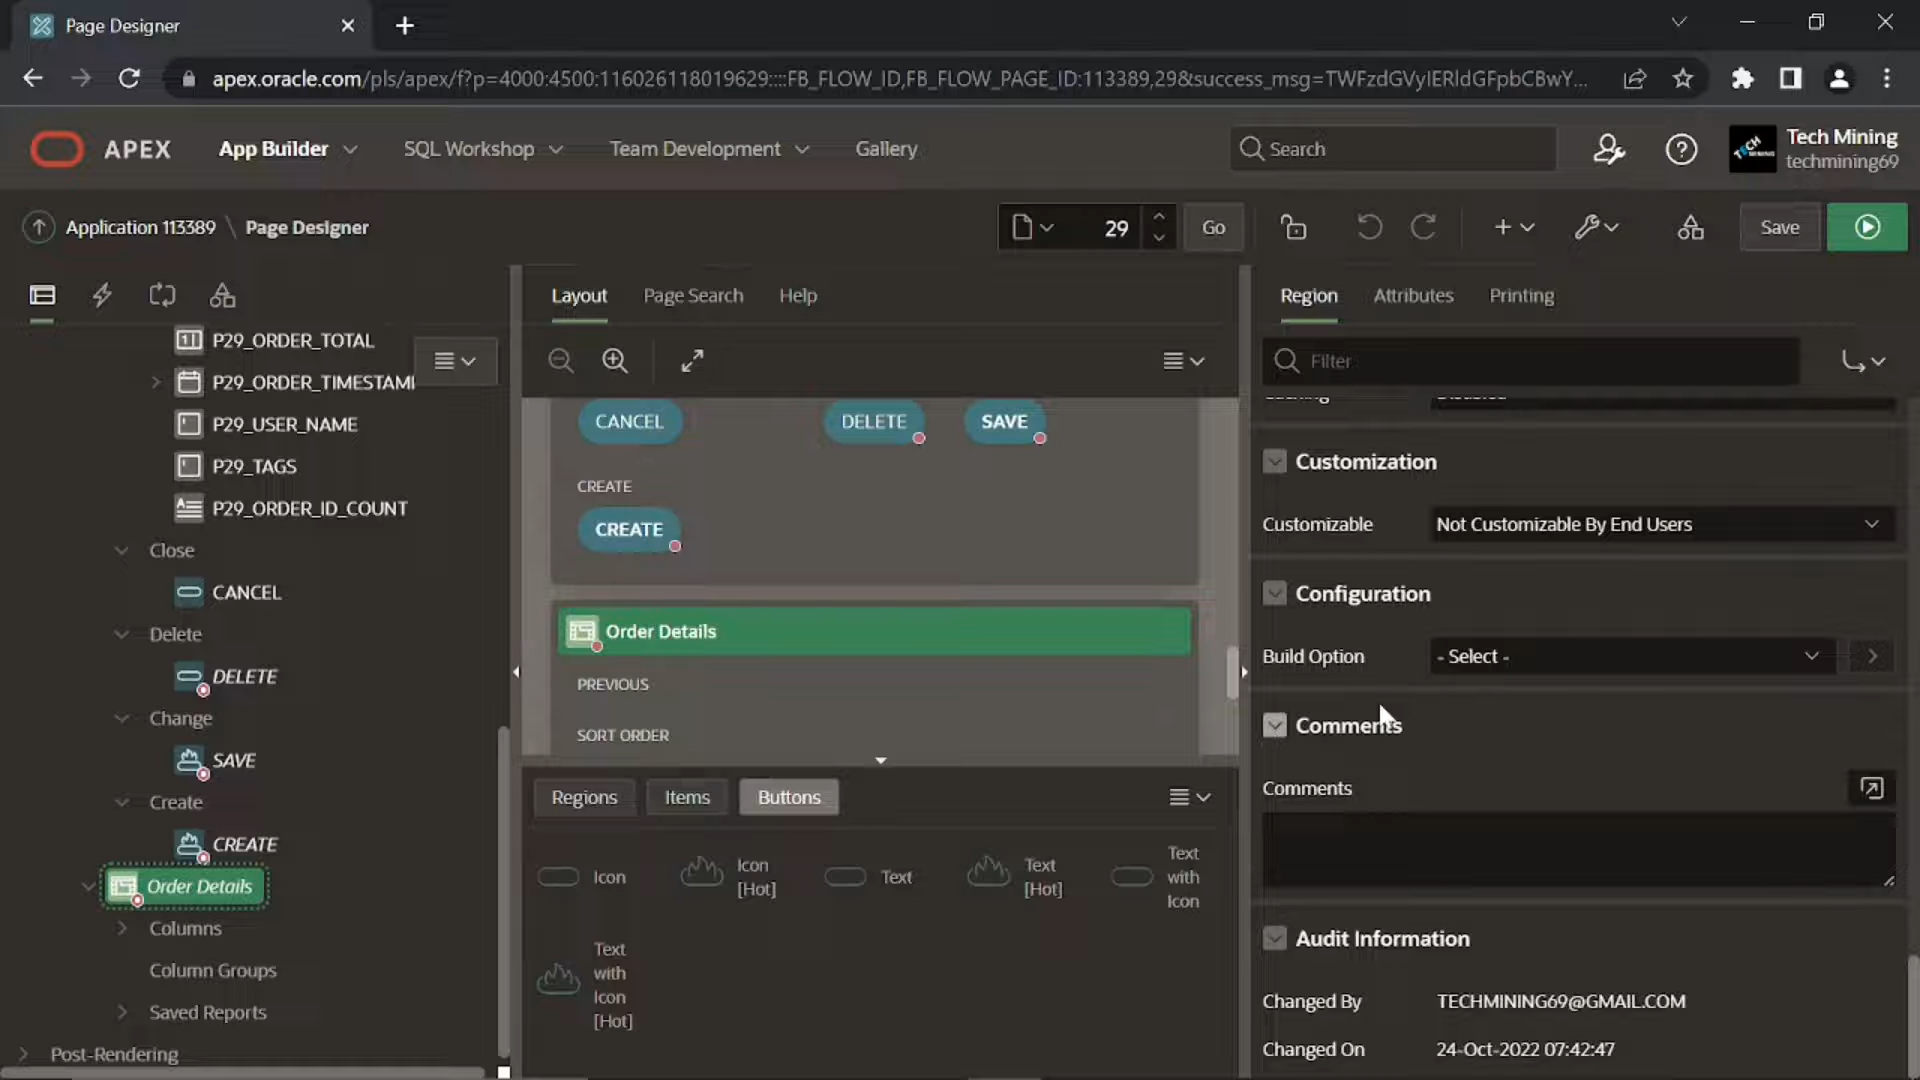 Page Designer
apex.oracle.com/pls/apex/f?p=4000:4500:116026118019629::::FB_FLOW_ID,FB_FLOW_PAGE_ID:113389,29&success_msg=TWFzdGVyIERldGFpbCBwY...
APEX
App Builder
SQL Workshop
Team Development
Gallery
Search
Tech Mining
techmining69
Application 113389 \ Page Designer
29
Go
Save
P29_ORDER_TOTAL
P29_ORDER_TIMESTAM
P29_USER_NAME
P29_TAGS
P29_ORDER_ID_COUNT
Close
CANCEL
Delete
DELETE
Change
SAVE
Create
CREATE
Order Details
Columns
Column Groups
Saved Reports
Post-Rendering
Layout
Page Search
Help
CANCEL
DELETE
SAVE
CREATE
CREATE
Order Details
PREVIOUS
SORT ORDER
Regions
Items
Buttons
Icon
Icon
[Hot]
Text
Text
[Hot]
Text
with
Icon
Text
with
Icon
[Hot]
Region
Attributes
Printing
Filter
Customization
Customizable
Not Customizable By End Users
Configuration
Build Option
- Select -
Comments
Comments
Audit Information
Changed By
TECHMINING69@GMAIL.COM
Changed On
24-Oct-2022 07:42:47